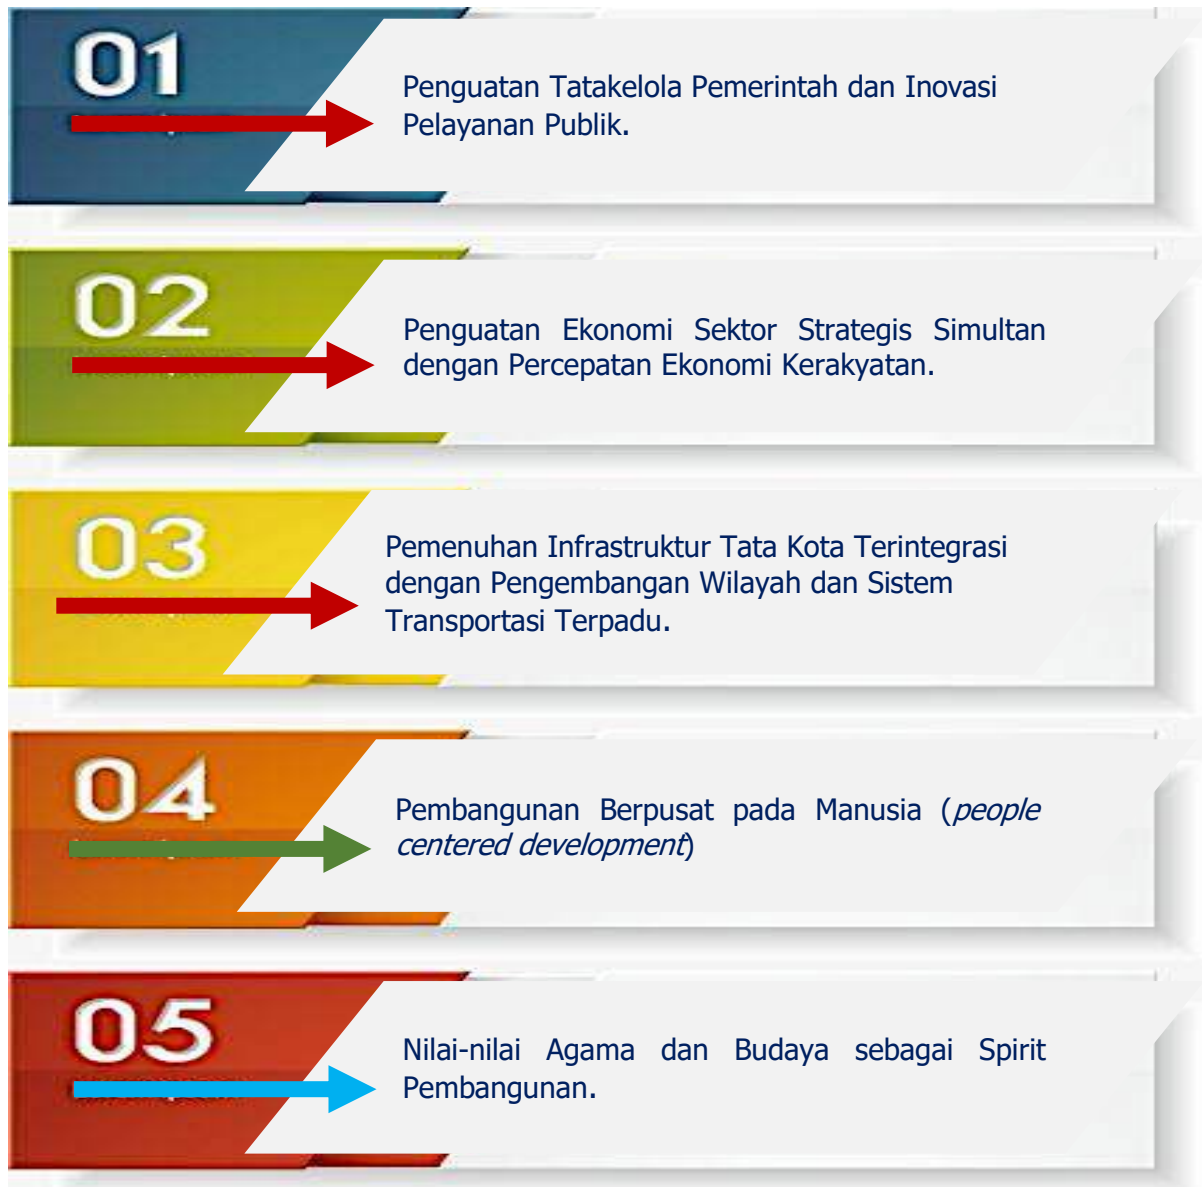 01
Penguatan Tatakelola Pemerintah dan Inovasi
Pelayanan Publik.
02
Penguatan Ekonomi Sektor Strategis Simultan
dengan Percepatan Ekonomi Kerakyatan.
03
Pemenuhan Infrastruktur Tata Kota Terintegrasi
dengan Pengembangan Wilayah dan Sistem
Transportasi Terpadu.
04
Pembangunan Berpusat pada Manusia (people
centered development)
05
Nilai-nilai Agama dan Budaya sebagai Spirit
Pembangunan.